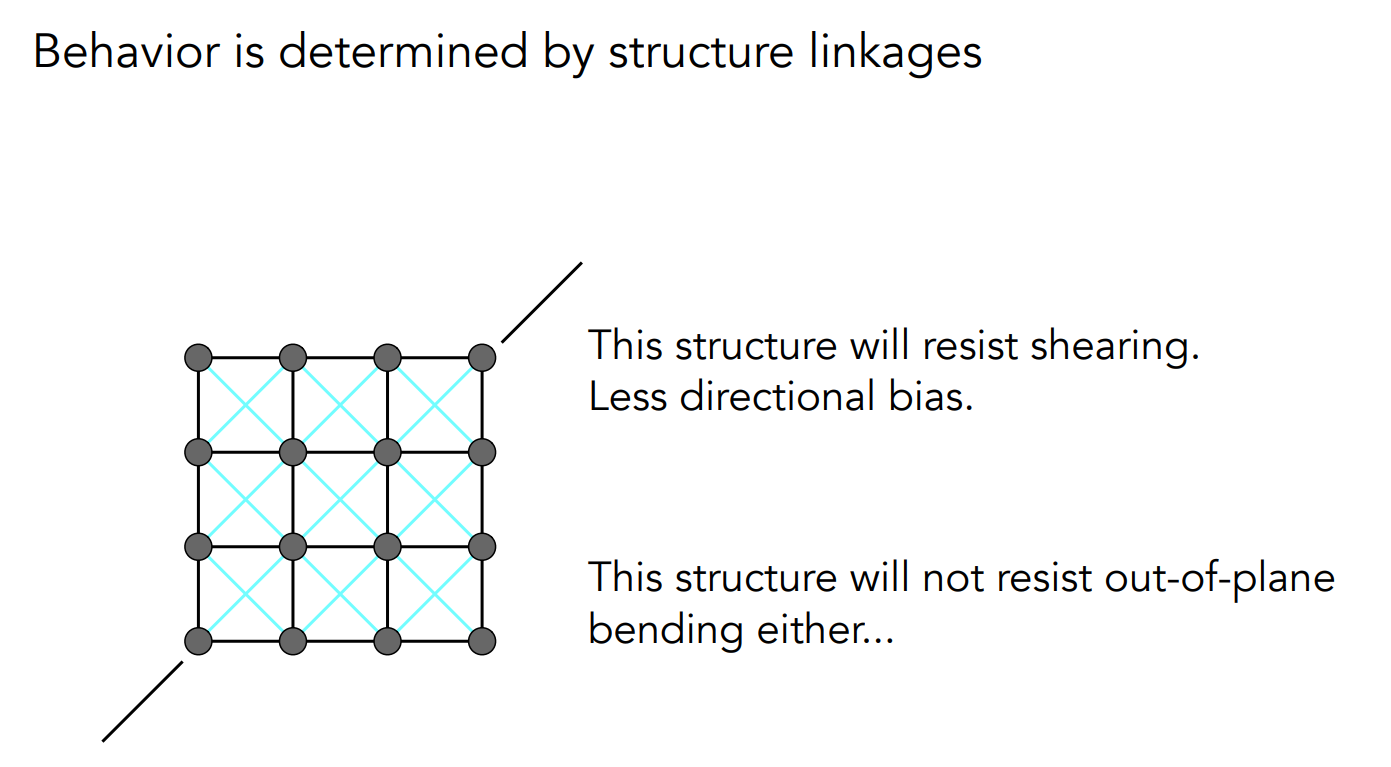 Behavior is determined by structure linkages
This structure will resist shearing.
Less directional bias.
This structure will not resist out-of-plane
bending either...